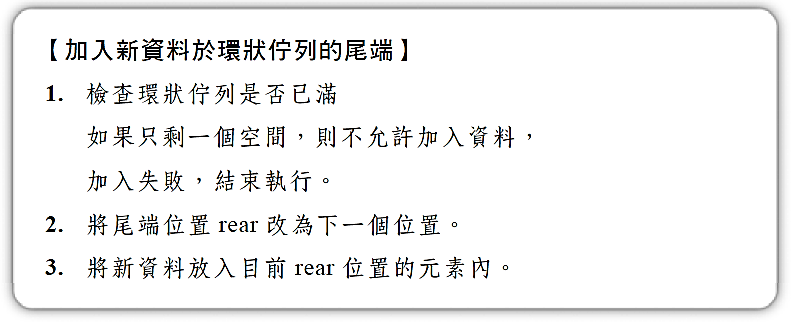 【加入新資料於環狀佇列的尾端】
1. 檢查環狀佇列是否已滿
如果只剩一個空間，則不允許加入資料，
加入失敗，結束執行。
2. 將尾端位置 rear 改為下一個位置。
3. 將新資料放入目前 rear 位置的元素內。